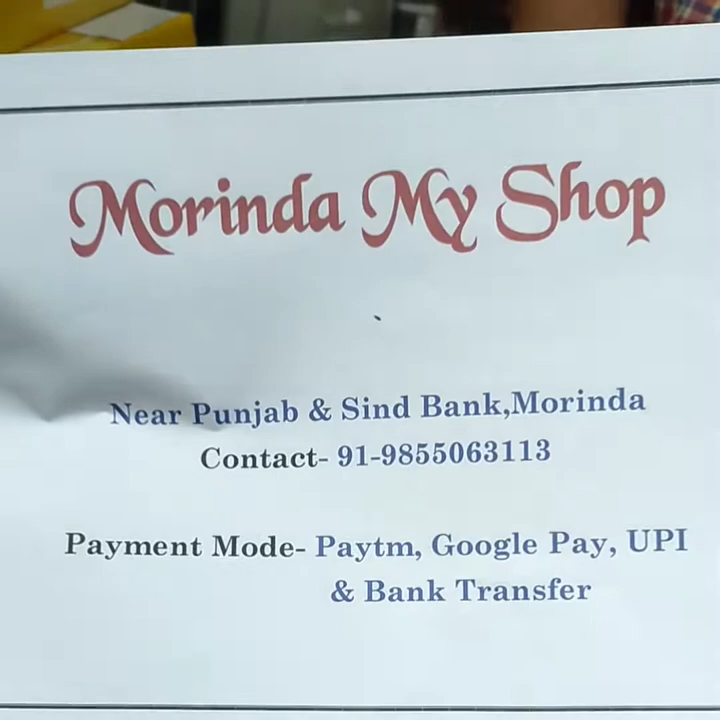 Morinda My Shop
Near Punjab & Sind Bank,Morinda
Contact- 91-9855063113
Payment Mode- Paytm, Google Pay, UPI
& Bank Transfer